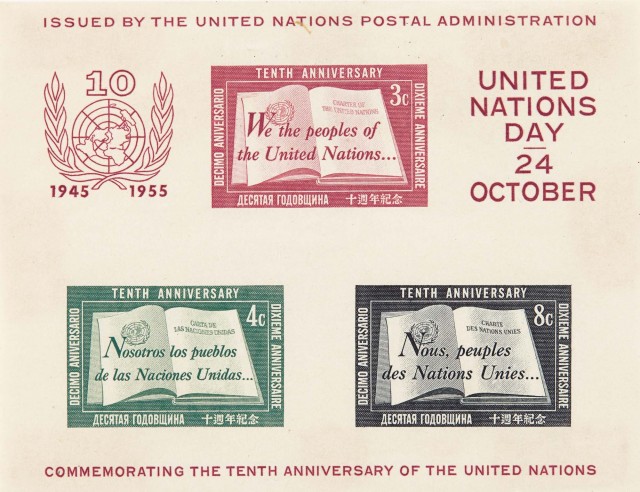 ISSUED BY THE UNITED NATIONS POSTAL ADMINISTRATION
10
1945 1955
TENTH ANNIVERSARY
3c
DECIMO ANIVERSARIO
CHARTER OF
THE UNITED NATIONS
We the peoples of
the United Nations...
DIXIEME ANNIVERSAIRE
ДЕСЯТАЯ ГОДОВЩИНА 十週年紀念
UNITED
NATIONS
DAY
24
OCTOBER
TENTH ANNIVERSARY
4c
DECIMO ANIVERSARIO
CARTA DE
LAS NACIONES UNIDAS
Nosotros los pueblos
de las Naciones Unidas...
DIXIEME ANNIVERSAIRE
ДЕСЯТАЯ ГОДОВЩИНА 十週年紀念
TENTH ANNIVERSARY
8c
DECIMO ANIVERSARIO
CHARTE
DES NATIONS UNIES
Nous, peuples
des Nations Unies...
DIXIEME ANNIVERSAIRE
ДЕСЯТАЯ ГОДОВЩИНА 十週年紀念
COMMEMORATING THE TENTH ANNIVERSARY OF THE UNITED NATIONS